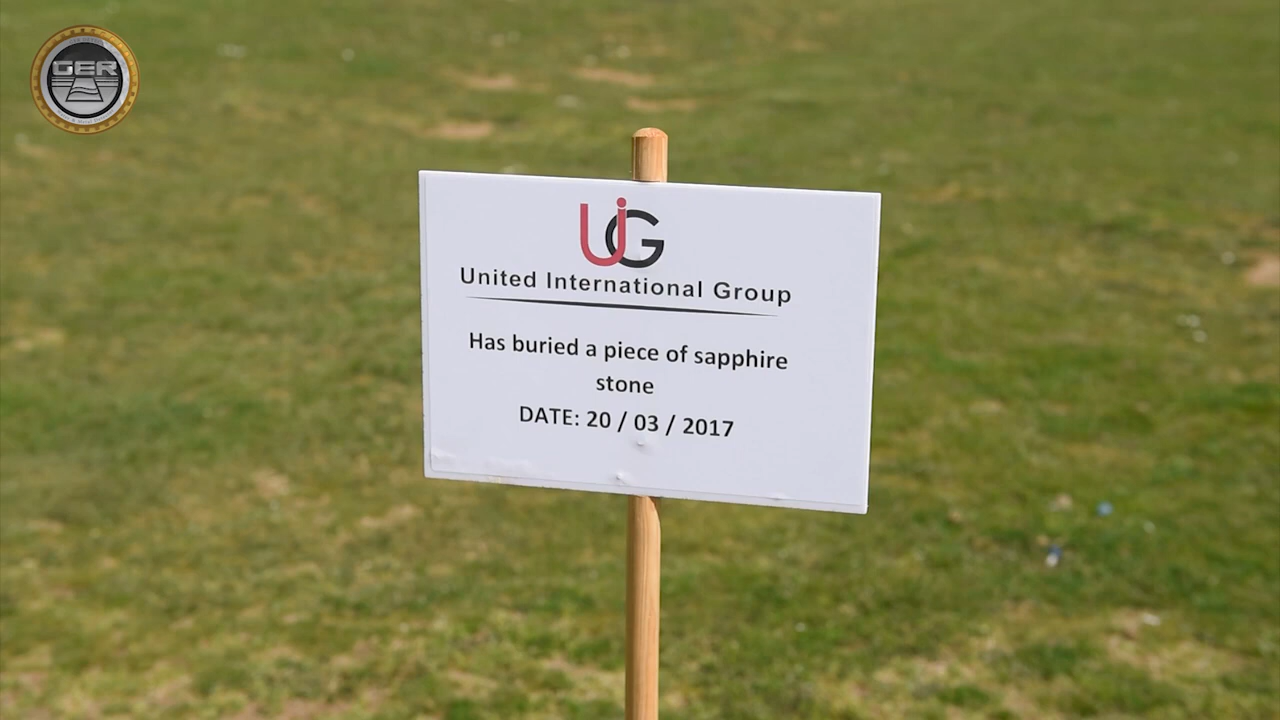 GER
UiG
United International Group
Has buried a piece of sapphire
stone
DATE: 20 / 03 / 2017